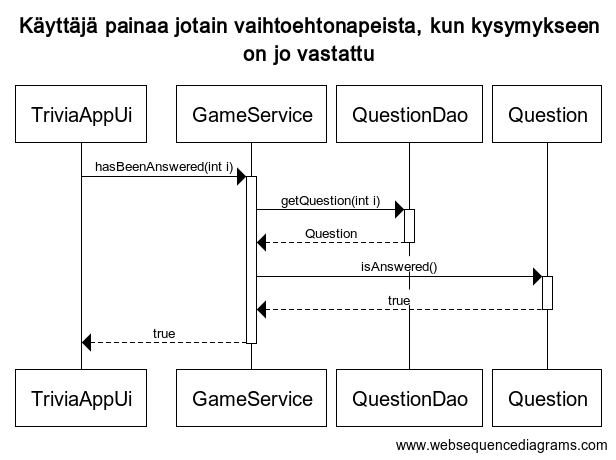 Käyttäjä painaa jotain vaihtoehtonapeista, kun kysymykseen
on jo vastattu
TriviaAppUi GameService QuestionDao Question
hasBeenAnswered(int i)
getQuestion(int i)
Question
isAnswered()
true
true
TriviaAppUi GameService QuestionDao Question
www.websequencediagrams.com